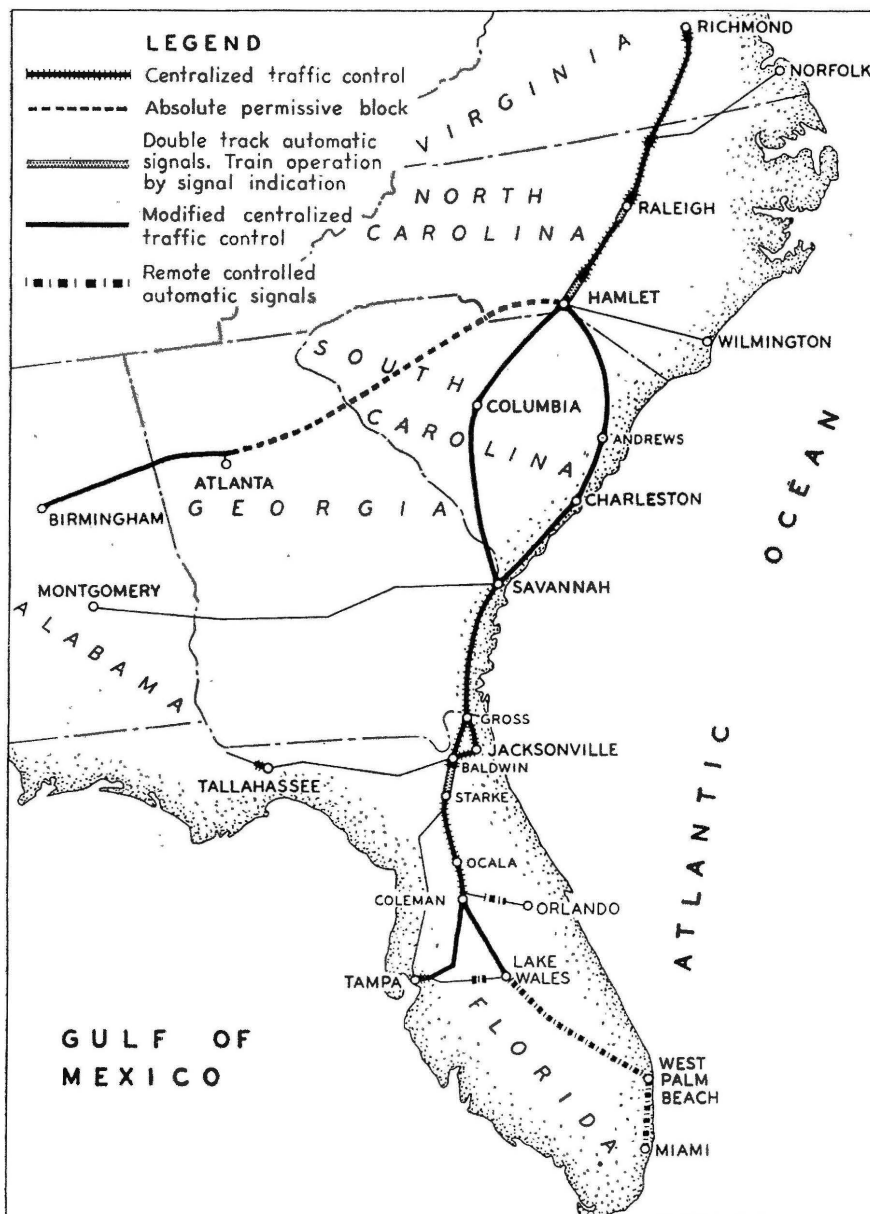 LEGEND
Centralized traffic control
Absolute permissive block
Double track automatic
signals. Train operation
by signal indication
Modified centralized
traffic control
Remote controlled
automatic signals
RICHMOND
NORFOLK
VIRGINIA
NORTH
CAROLINA
RALEIGH
HAMLET
WILMINGTON
SOUTH
CAROLINA
COLUMBIA
ANDREWS
CHARLESTON
ATLANTA
BIRMINGHAM
GEORGIA
OCÉAN
SAVANNAH
MONTGOMERY
ALABAMA
GROSS
JACKSONVILLE
BALDWIN
TALLAHASSEE
STARKE
OCALA
COLEMAN
ORLANDO
ATLANTIC
TAMPA
LAKE
WALES
FLORIDA
GULF OF
MEXICO
WEST
PALM
BEACH
MIAMI